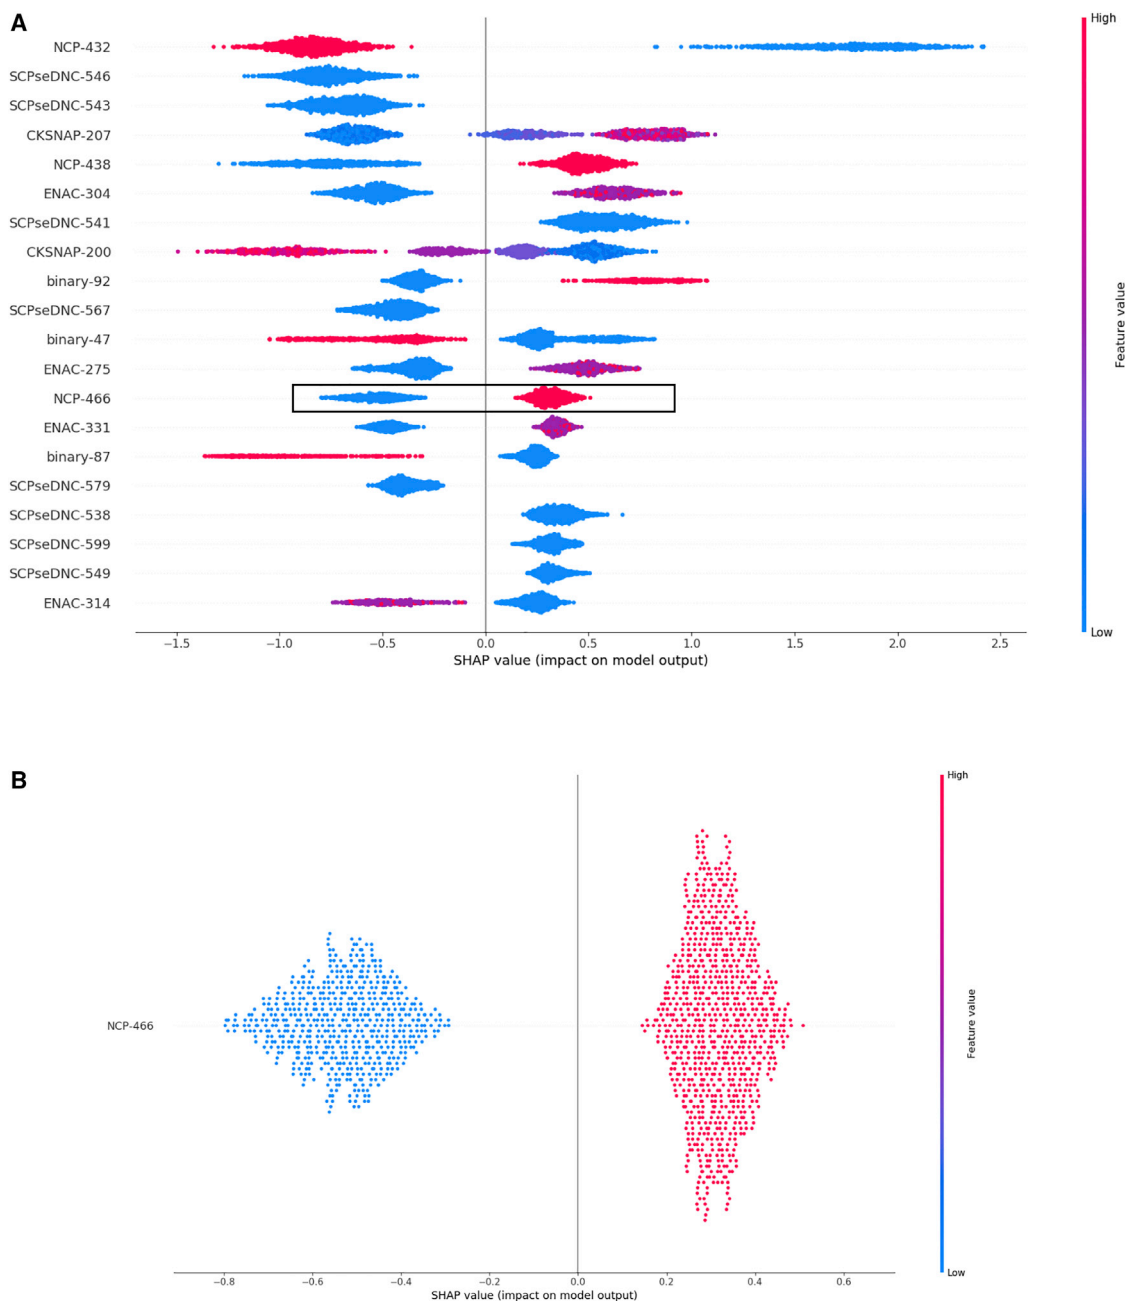 A
High
NCP-432
SCPseDNC-546
SCPseDNC-543
CKSNAP-207
NCP-438
ENAC-304
SCPseDNC-541
CKSNAP-200
binary-92
SCPseDNC-567
binary-47
ENAC-275
NCP-466
ENAC-331
binary-87
SCPseDNC-579
SCPseDNC-538
SCPseDNC-599
SCPseDNC-549
ENAC-314
Feature value
Low
−1.5 −1.0 −0.5 0.0 0.5 1.0 1.5 2.0 2.5
SHAP value (impact on model output)
B
High
NCP-466
Feature value
Low
−0.8 −0.6 −0.4 −0.2 0.0 0.2 0.4 0.6
SHAP value (impact on model output)